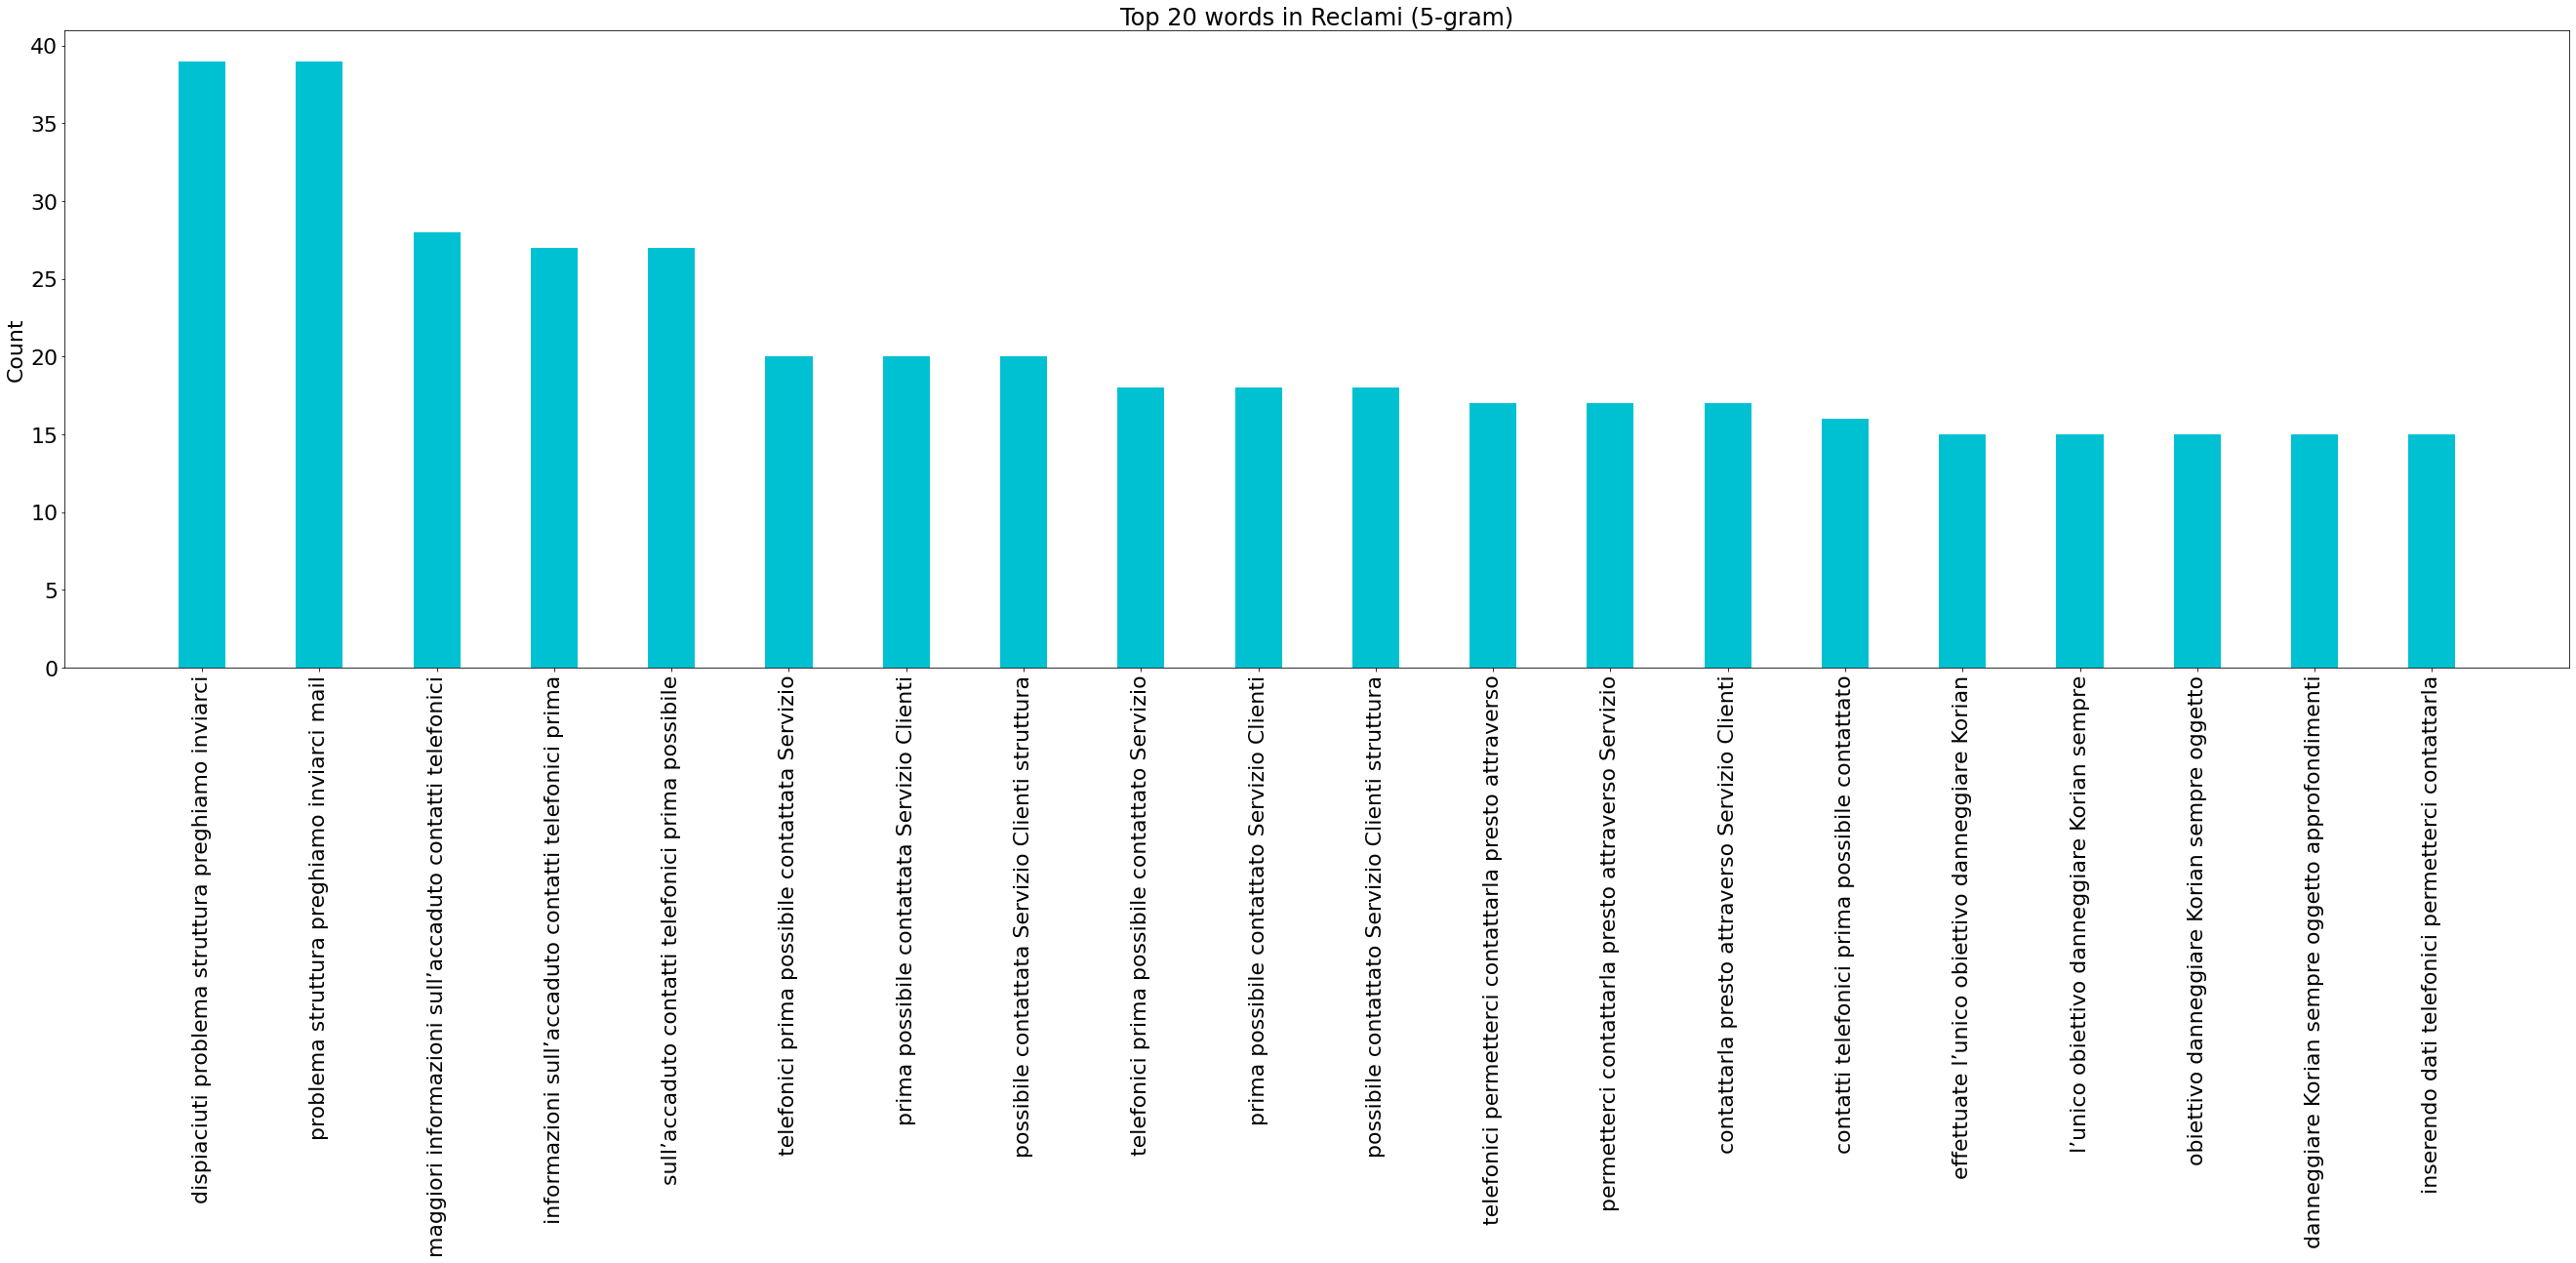 Top 20 words in Reclami (5-gram)
Count
40
35
30
25
20
15
10
5
0
dispiaciuti problema struttura preghiamo inviarci
problema struttura preghiamo inviarci mail
maggiori informazioni sull’accaduto contatti telefonici
informazioni sull’accaduto contatti telefonici prima
sull’accaduto contatti telefonici prima possibile
telefonici prima possibile contattata Servizio
prima possibile contattata Servizio Clienti
possibile contattata Servizio Clienti struttura
telefonici prima possibile contattato Servizio
prima possibile contattato Servizio Clienti
possibile contattato Servizio Clienti struttura
telefonici permetterci contattarla presto attraverso
permetterci contattarla presto attraverso Servizio
contattarla presto attraverso Servizio Clienti
contatti telefonici prima possibile contattato
effettuate l’unico obiettivo danneggiare Korian
l’unico obiettivo danneggiare Korian sempre
obiettivo danneggiare Korian sempre oggetto
danneggiare Korian sempre oggetto approfondimenti
inserendo dati telefonici permetterci contattarla